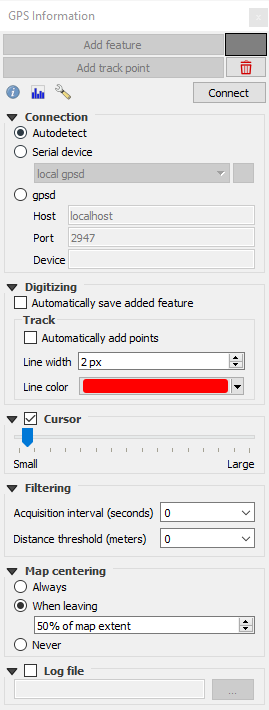 GPS Information
Add feature
Add track point
Connect
Connection
Autodetect
Serial device
local gpsd
gpsd
Host localhost
Port 2947
Device
Digitizing
Automatically save added feature
Track
Automatically add points
Line width 2 px
Line color
Cursor
Small Large
Filtering
Acquisition interval (seconds) 0
Distance threshold (meters) 0
Map centering
Always
When leaving
50% of map extent
Never
Log file
...